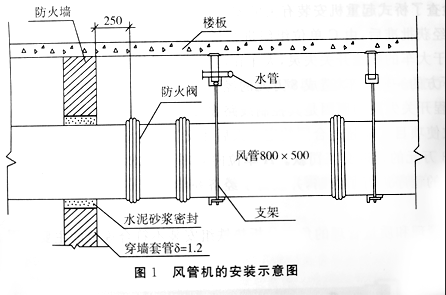 防火墙
250
楼板
防火阀
水管
风管800×500
水泥砂浆密封
支架
穿墙套管δ=1.2
图 1 风管机的安装示意图